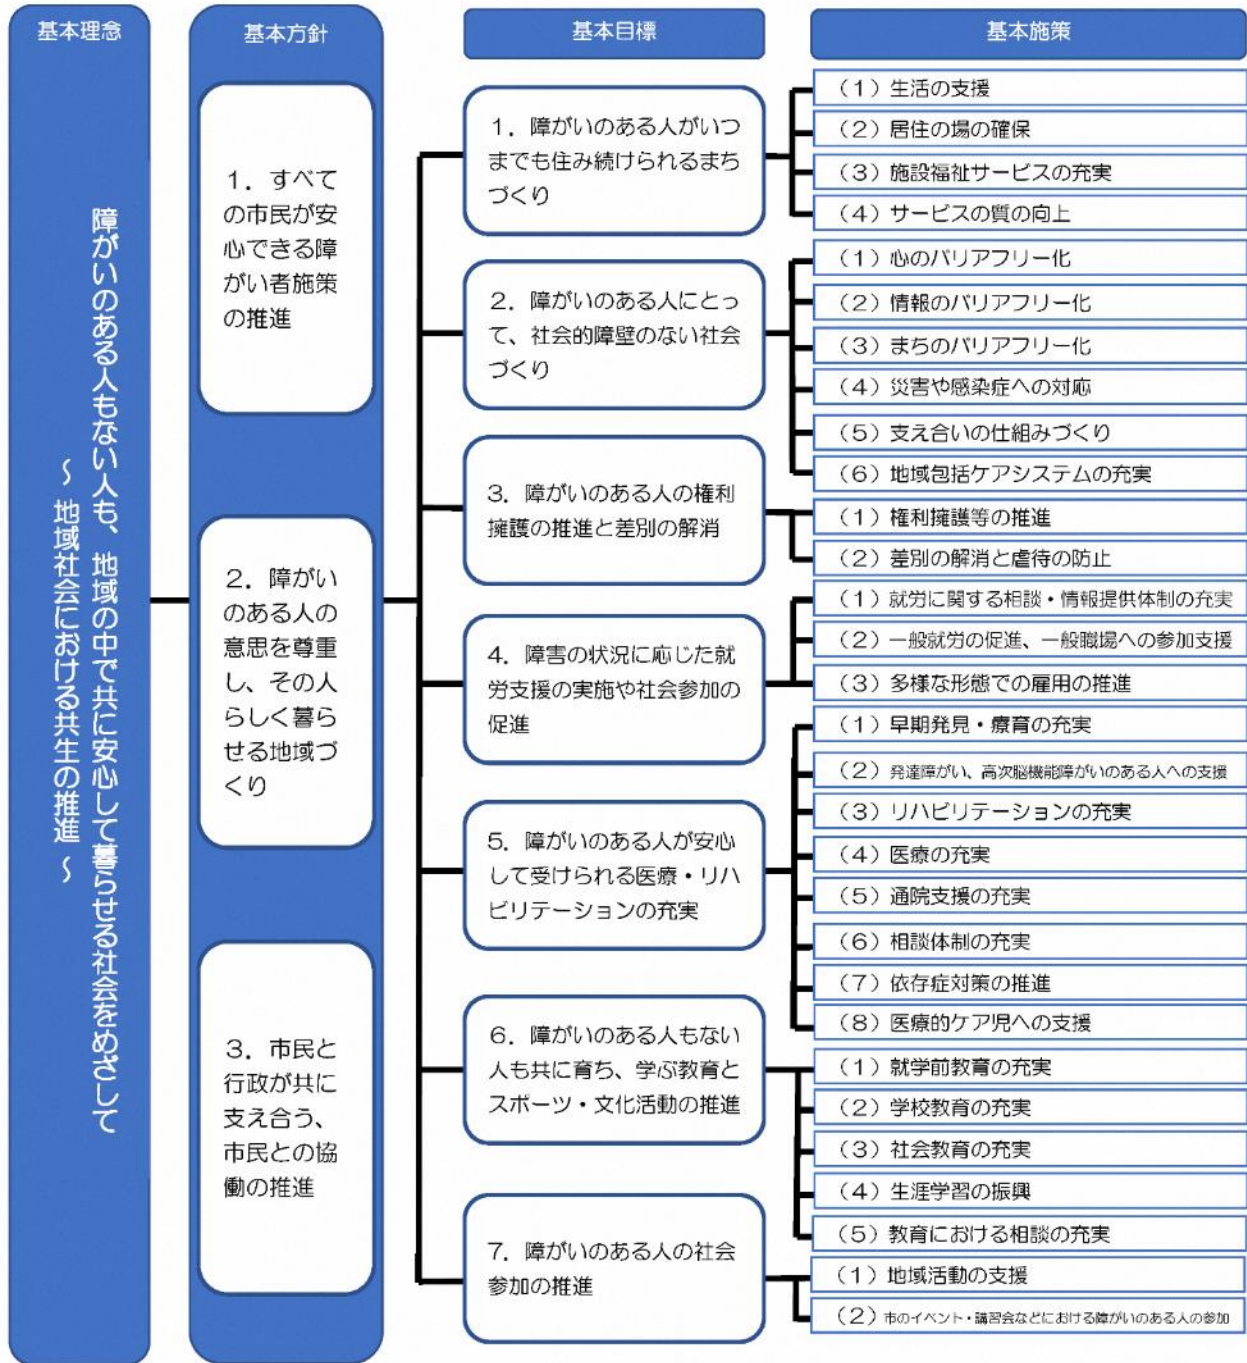 基本理念
障がいのある人もない人も、地域の中で共に安心して暮らせる社会をめざして
～ 地域社会における共生の推進 ～
基本方針
1．すべて
の市民が安
心できる障
がい者施策
の推進
2．障がい
のある人の
意思を尊重
し、その人
らしく暮ら
せる地域づ
くり
3．市民と
行政が共に
支え合う、
市民との協
働の推進
基本目標
1．障がいのある人がいつ
までも住み続けられるまち
づくり
2．障がいのある人にとっ
て、社会的障壁のない社会
づくり
3．障がいのある人の権利
擁護の推進と差別の解消
4．障害の状況に応じた就
労支援の実施や社会参加の
促進
5．障がいのある人が安心
して受けられる医療・リハ
ビリテーションの充実
6．障がいのある人もない
人も共に育ち、学ぶ教育と
スポーツ・文化活動の推進
7．障がいのある人の社会
参加の推進
基本施策
（1）生活の支援
（2）居住の場の確保
（3）施設福祉サービスの充実
（4）サービスの質の向上
（1）心のバリアフリー化
（2）情報のバリアフリー化
（3）まちのバリアフリー化
（4）災害や感染症への対応
（5）支え合いの仕組みづくり
（6）地域包括ケアシステムの充実
（1）権利擁護等の推進
（2）差別の解消と虐待の防止
（1）就労に関する相談・情報提供体制の充実
（2）一般就労の促進、一般職場への参加支援
（3）多様な形態での雇用の推進
（1）早期発見・療育の充実
（2）発達障がい、高次脳機能障がいのある人への支援
（3）リハビリテーションの充実
（4）医療の充実
（5）通院支援の充実
（6）相談体制の充実
（7）依存症対策の推進
（8）医療的ケア児への支援
（1）就学前教育の充実
（2）学校教育の充実
（3）社会教育の充実
（4）生涯学習の振興
（5）教育における相談の充実
（1）地域活動の支援
（2）市のイベント・講習会などにおける障がいのある人の参加